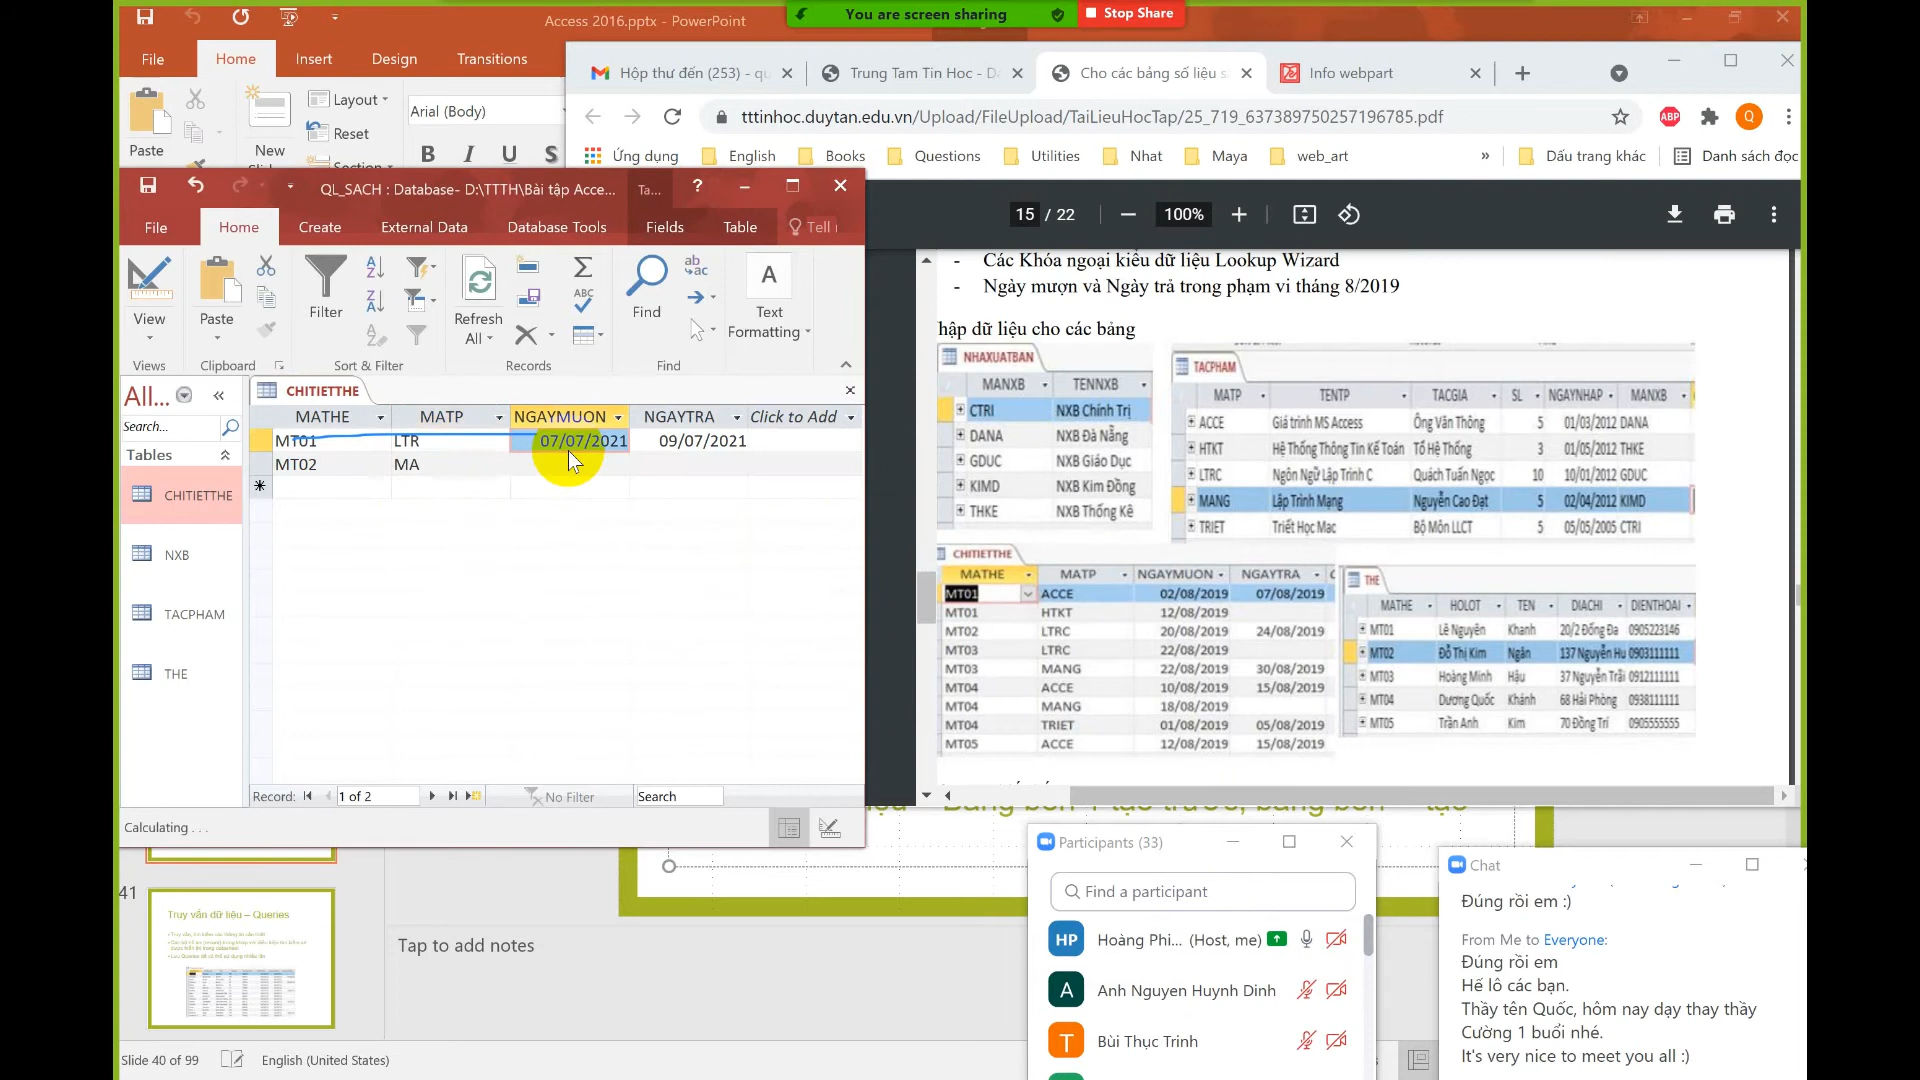 Access 2016.pptx - PowerPoint
You are screen sharing
Stop Share
File
Home
Insert
Design
Transitions
Paste
New
Layout
Reset
Arial (Body)
B I U S
Hộp thư đến (253) - qu
Trung Tam Tin Hoc - D
Cho các bảng số liệu s
Info webpart
tttinhoc.duytan.edu.vn/Upload/FileUpload/TaiLieuHocTap/25_719_637389750257196785.pdf
ABP
Q
Ứng dụng
English
Books
Questions
Utilities
Nhat
Maya
web_art
»
Dấu trang khác
Danh sách đọc
15 / 22
100%
QL_SACH : Database- D:\TTTH\Bài tập Acce...
Ta...
?
File
Home
Create
External Data
Database Tools
Fields
Table
Tell
View
Paste
Filter
Refresh
All
ABC
Find
ab
ac
A
Text
Formatting
Views
Clipboard
Sort & Filter
Records
Find
All...
Search...
Tables
CHITIETTHE
NXB
TACPHAM
THE
CHITIETTHE
MATHE MATP NGAYMUON NGAYTRA Click to Add
MT01 LTR 07/07/2021 09/07/2021
MT02 MA
Record: 1 of 2 No Filter Search
Calculating . . .
- Các Khóa ngoại kiểu dữ liệu Lookup Wizard
- Ngày mượn và Ngày trả trong phạm vi tháng 8/2019
hập dữ liệu cho các bảng
NHAXUATBAN
MANXB TENNXB
CTRI NXB Chính Trị
DANA NXB Đà Nẵng
GDUC NXB Giáo Dục
KIMD NXB Kim Đồng
THKE NXB Thống Kê
TACPHAM
MATP TENTP TACGIA SL NGAYNHAP MANXB
ACCE Giá trình MS Access Ông Văn Thông 5 01/03/2012 DANA
HTKT Hệ Thống Thông Tin Kế Toán Tổ Hệ Thống 3 01/05/2012 THKE
LTRC Ngôn Ngữ Lập Trình C Quách Tuấn Ngọc 10 10/01/2012 GDUC
MANG Lập Trình Mạng Nguyễn Cao Đạt 5 02/04/2012 KIMD
TRIET Triết Học Mac Bộ Môn LLCT 5 05/05/2005 CTRI
CHITIETTHE
MATHE MATP NGAYMUON NGAYTRA
MT01 ACCE 02/08/2019 07/08/2019
MT01 HTKT 12/08/2019
MT02 LTRC 20/08/2019 24/08/2019
MT03 LTRC 22/08/2019
MT03 MANG 22/08/2019 30/08/2019
MT04 ACCE 10/08/2019 15/08/2019
MT04 MANG 18/08/2019
MT04 TRIET 01/08/2019 05/08/2019
MT05 ACCE 12/08/2019 15/08/2019
THE
MATHE HOLOT TEN DIACHI DIENTHOAI
MT01 Lê Nguyên Khanh 20/2 Đống Đa 0905223146
MT02 Đỗ Thị Kim Ngân 137 Nguyễn Hu 0903111111
MT03 Hoàng Minh Hậu 37 Nguyễn Trãi 0912111111
MT04 Dương Quốc Khánh 68 Hải Phòng 0938111111
MT05 Trần Anh Kim 70 Đồng Trí 0905555555
41
Truy vấn dữ liệu – Queries
Tap to add notes
Slide 40 of 99
English (United States)
Participants (33)
Find a participant
HP Hoàng Phi... (Host, me)
A Anh Nguyen Huynh Dinh
T Bùi Thục Trinh
Chat
Đúng rồi em :)
From Me to Everyone:
Đúng rồi em
Hế lô các bạn.
Thầy tên Quốc, hôm nay dạy thay thầy
Cường 1 buổi nhé.
It's very nice to meet you all :)